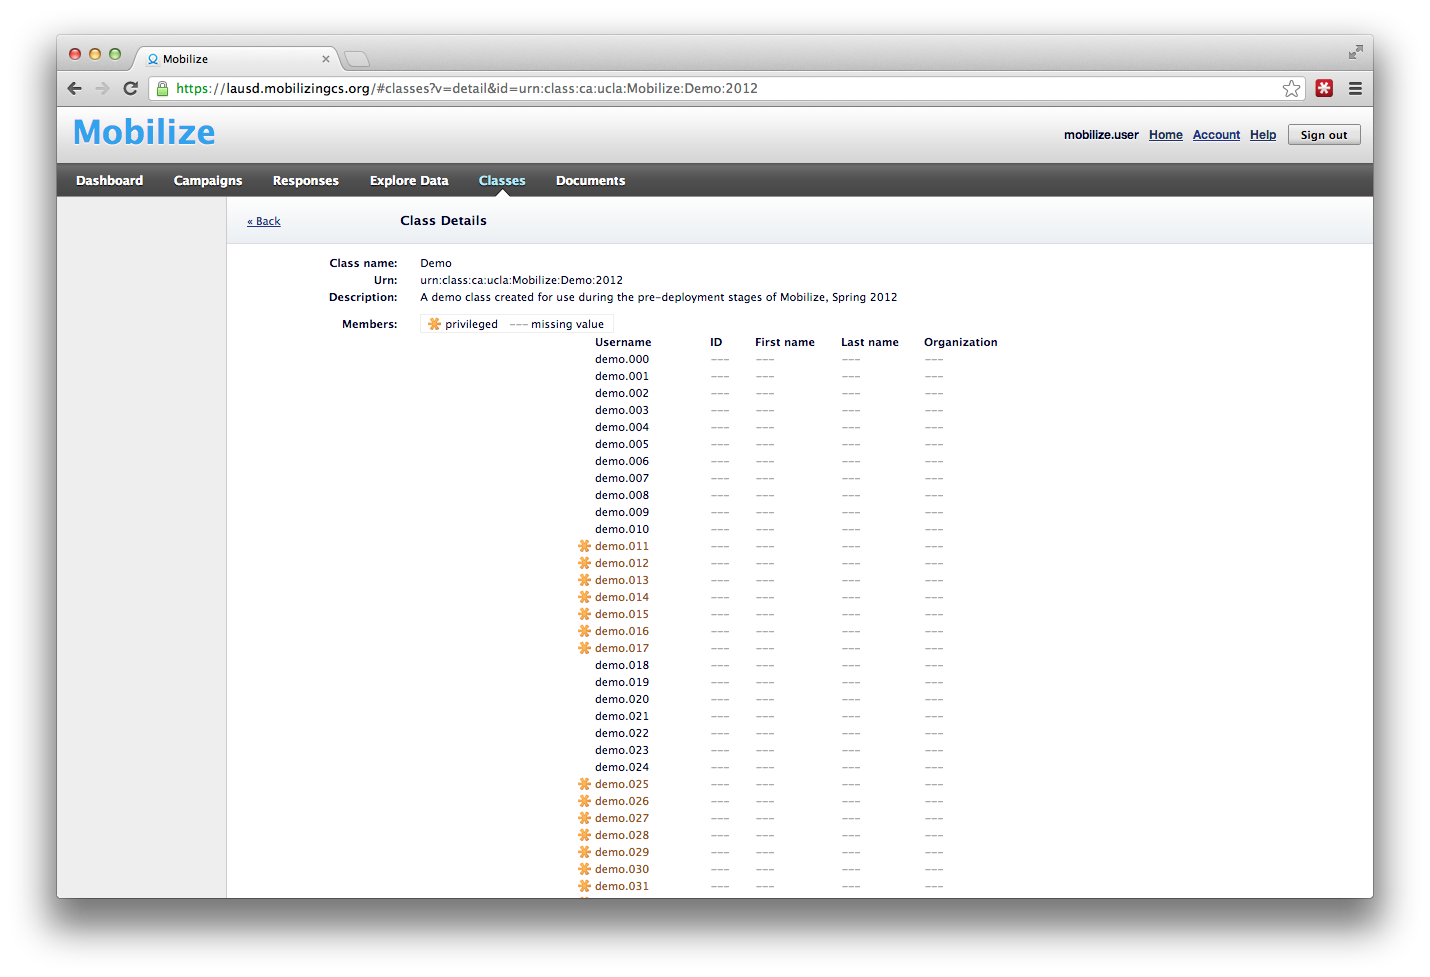 Mobilize
https://lausd.mobilizingcs.org/#classes?v=detail&id=urn:class:ca:ucla:Mobilize:Demo:2012
Mobilize
mobilize.user Home Account Help Sign out
Dashboard Campaigns Responses Explore Data Classes Documents
« Back Class Details
Class name: Demo
Urn: urn:class:ca:ucla:Mobilize:Demo:2012
Description: A demo class created for use during the pre-deployment stages of Mobilize, Spring 2012
Members: privileged --- missing value
Username ID First name Last name Organization
demo.000 --- --- --- ---
demo.001 --- --- --- ---
demo.002 --- --- --- ---
demo.003 --- --- --- ---
demo.004 --- --- --- ---
demo.005 --- --- --- ---
demo.006 --- --- --- ---
demo.007 --- --- --- ---
demo.008 --- --- --- ---
demo.009 --- --- --- ---
demo.010 --- --- --- ---
demo.011 --- --- --- ---
demo.012 --- --- --- ---
demo.013 --- --- --- ---
demo.014 --- --- --- ---
demo.015 --- --- --- ---
demo.016 --- --- --- ---
demo.017 --- --- --- ---
demo.018 --- --- --- ---
demo.019 --- --- --- ---
demo.020 --- --- --- ---
demo.021 --- --- --- ---
demo.022 --- --- --- ---
demo.023 --- --- --- ---
demo.024 --- --- --- ---
demo.025 --- --- --- ---
demo.026 --- --- --- ---
demo.027 --- --- --- ---
demo.028 --- --- --- ---
demo.029 --- --- --- ---
demo.030 --- --- --- ---
demo.031 --- --- --- ---